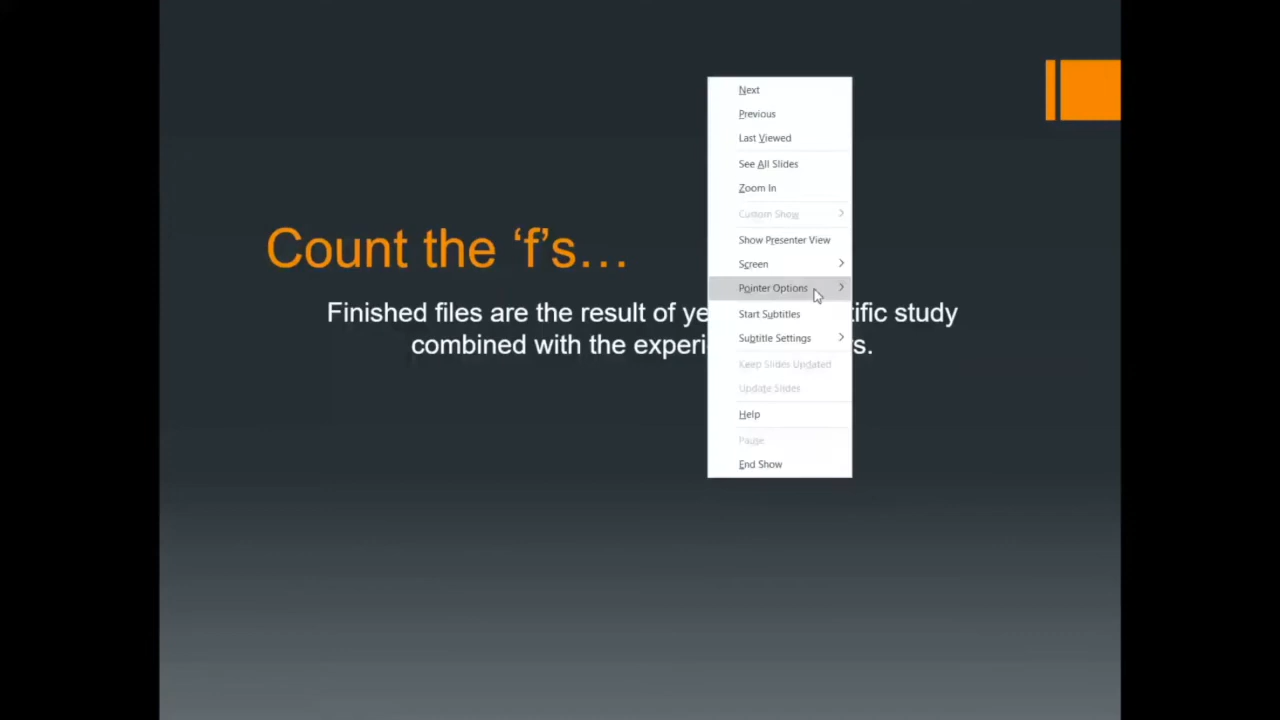 Count the ‘f’s…
Finished files are the result of ye tific study
combined with the experi s.
Next
Previous
Last Viewed
See All Slides
Zoom In
Custom Show
Show Presenter View
Screen
Pointer Options
Start Subtitles
Subtitle Settings
Keep Slides Updated
Update Slides
Help
Pause
End Show